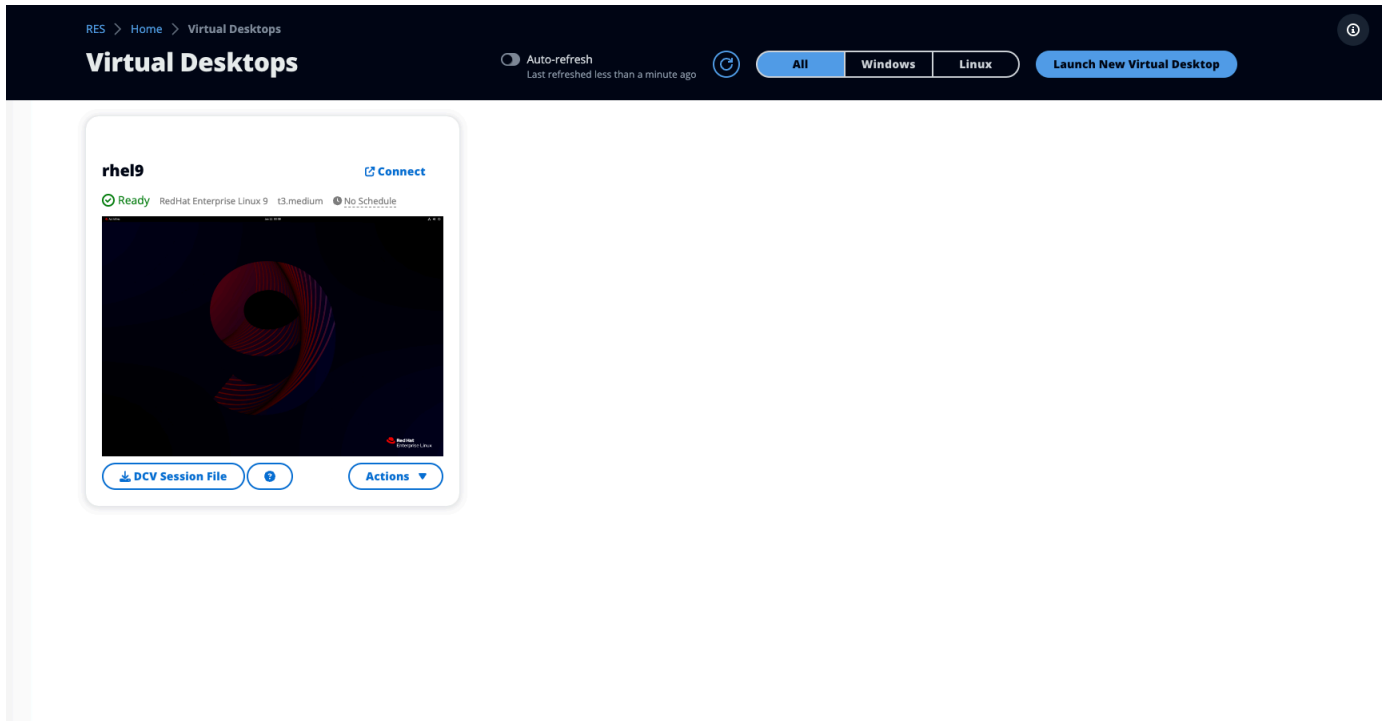 RES > Home > Virtual Desktops
Virtual Desktops
Auto-refresh
Last refreshed less than a minute ago
All
Windows
Linux
Launch New Virtual Desktop
rhel9
Connect
Ready
RedHat Enterprise Linux 9
t3.medium
No Schedule
9
Red Hat
Enterprise Linux
DCV Session File
?
Actions